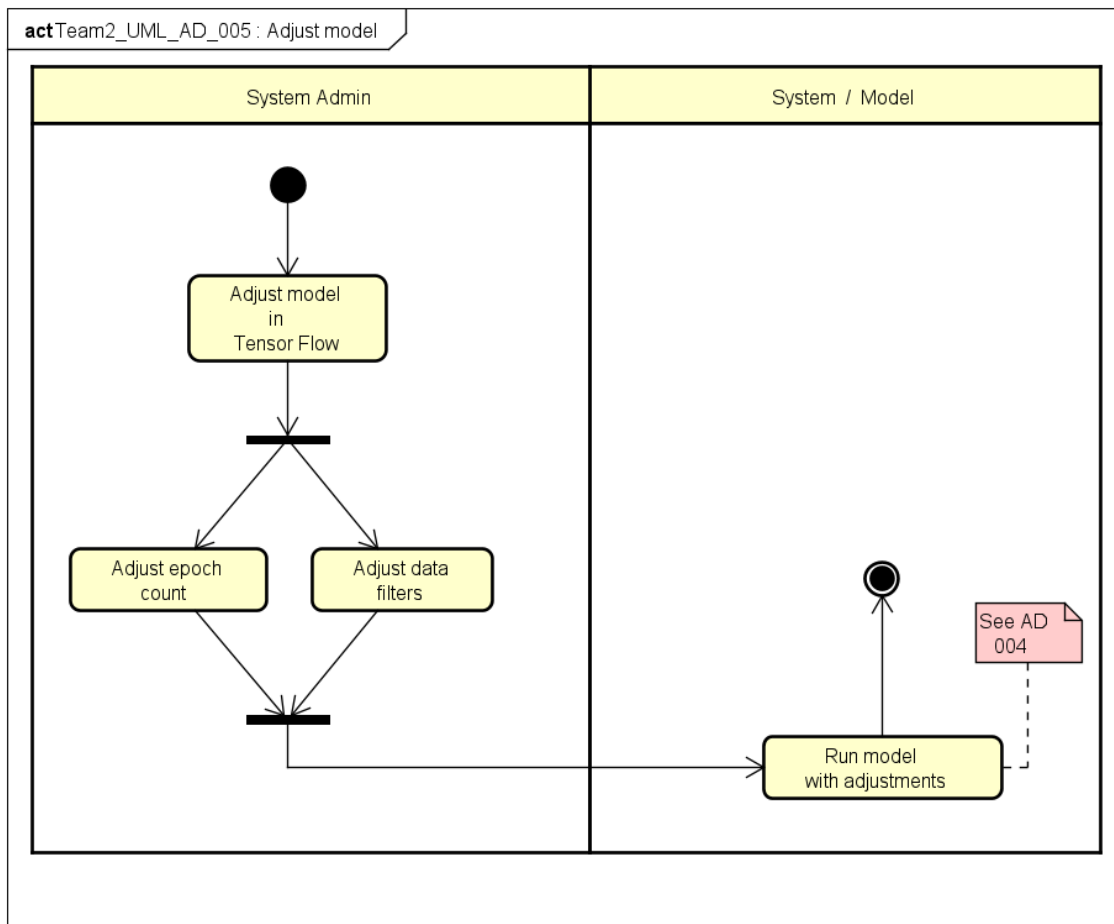 act Team2_UML_AD_005 : Adjust model
System Admin
System / Model
Adjust model
in
Tensor Flow
Adjust epoch
count
Adjust data
filters
See AD
004
Run model
with adjustments